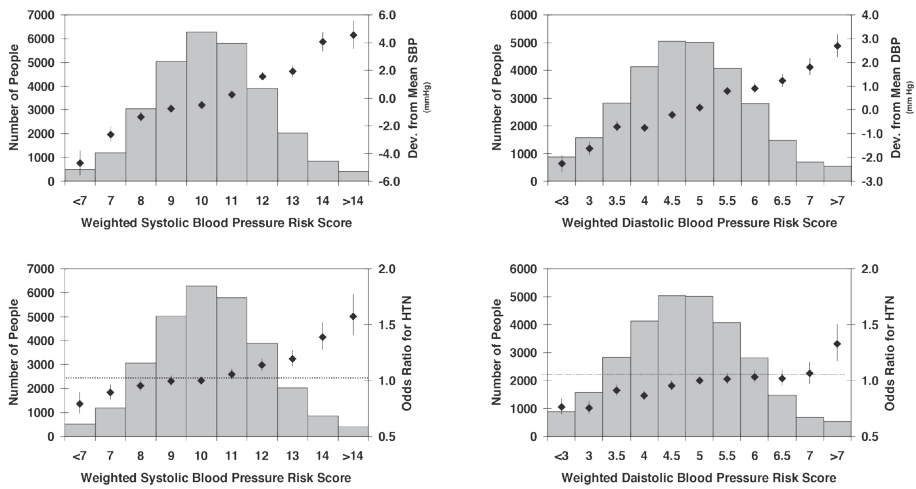 7000
6000
5000
4000
3000
2000
1000
0
Number of People
6.0
4.0
2.0
0.0
-2.0
-4.0
-6.0
Dev. from Mean SBP
(mmHg)
<7 7 8 9 10 11 12 13 14 >14
Weighted Systolic Blood Pressure Risk Score
6000
5000
4000
3000
2000
1000
0
Number of People
4.0
3.0
2.0
1.0
0.0
-1.0
-2.0
-3.0
Dev. from Mean DBP
(mm Hg)
<3 3 3.5 4 4.5 5 5.5 6 6.5 7 >7
Weighted Diastolic Blood Pressure Risk Score
7000
6000
5000
4000
3000
2000
1000
0
Number of People
2.0
1.5
1.0
0.5
Odds Ratio for HTN
<7 7 8 9 10 11 12 13 14 >14
Weighted Systolic Blood Pressure Risk Score
6000
5000
4000
3000
2000
1000
0
Number of People
2.0
1.5
1.0
0.5
Odds Ratio for HTN
<3 3 3.5 4 4.5 5 5.5 6 6.5 7 >7
Weighted Daistolic Blood Pressure Risk Score